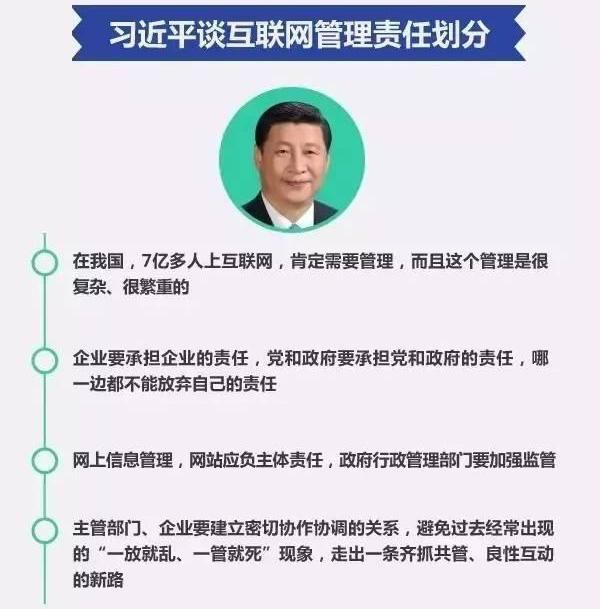 习近平谈互联网管理责任划分
在我国，7亿多人上互联网，肯定需要管理，而且这个管理是很
复杂、很繁重的
企业要承担企业的责任，党和政府要承担党和政府的责任，哪
一边都不能放弃自己的责任
网上信息管理，网站应负主体责任，政府行政管理部门要加强监管
主管部门、企业要建立密切协作协调的关系，避免过去经常出现
的“一放就乱、一管就死”现象，走出一条齐抓共管、良性互动
的新路